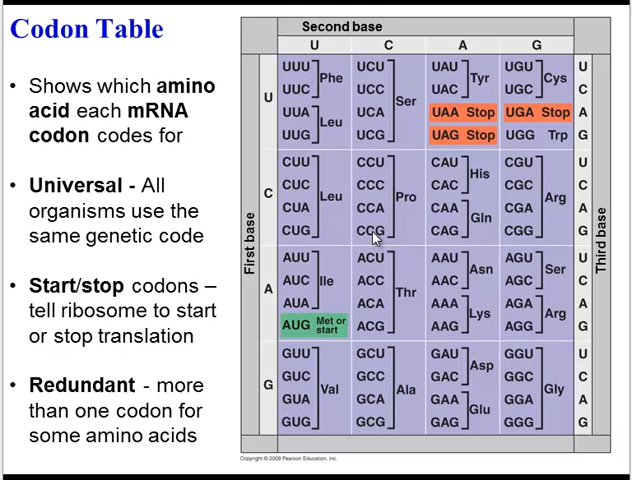 Codon Table
• Shows which amino
acid each mRNA
codon codes for
• Universal - All
organisms use the
same genetic code
• Start/stop codons –
tell ribosome to start
or stop translation
• Redundant - more
than one codon for
some amino acids
Second base
U C A G
First base
Third base
U
UUU UCU UAU UGU U
Phe Tyr Cys
UUC UCC UAC UGC C
Ser
UUA UCA UAA Stop UGA Stop A
Leu
UUG UCG UAG Stop UGG Trp G
C
CUU CCU CAU CGU U
His
CUC CCC CAC CGC C
Leu Pro Arg
CUA CCA CAA CGA A
Gln
CUG CCG CAG CGG G
A
AUU ACU AAU AGU U
Asn Ser
AUC ACC AAC AGC C
Ile Thr
AUA ACA AAA AGA A
Lys Arg
AUG Met or start ACG AAG AGG G
G
GUU GCU GAU GGU U
Asp
GUC GCC GAC GGC C
Val Ala Gly
GUA GCA GAA GGA A
Glu
GUG GCG GAG GGG G
Copyright © 2009 Pearson Education, Inc.